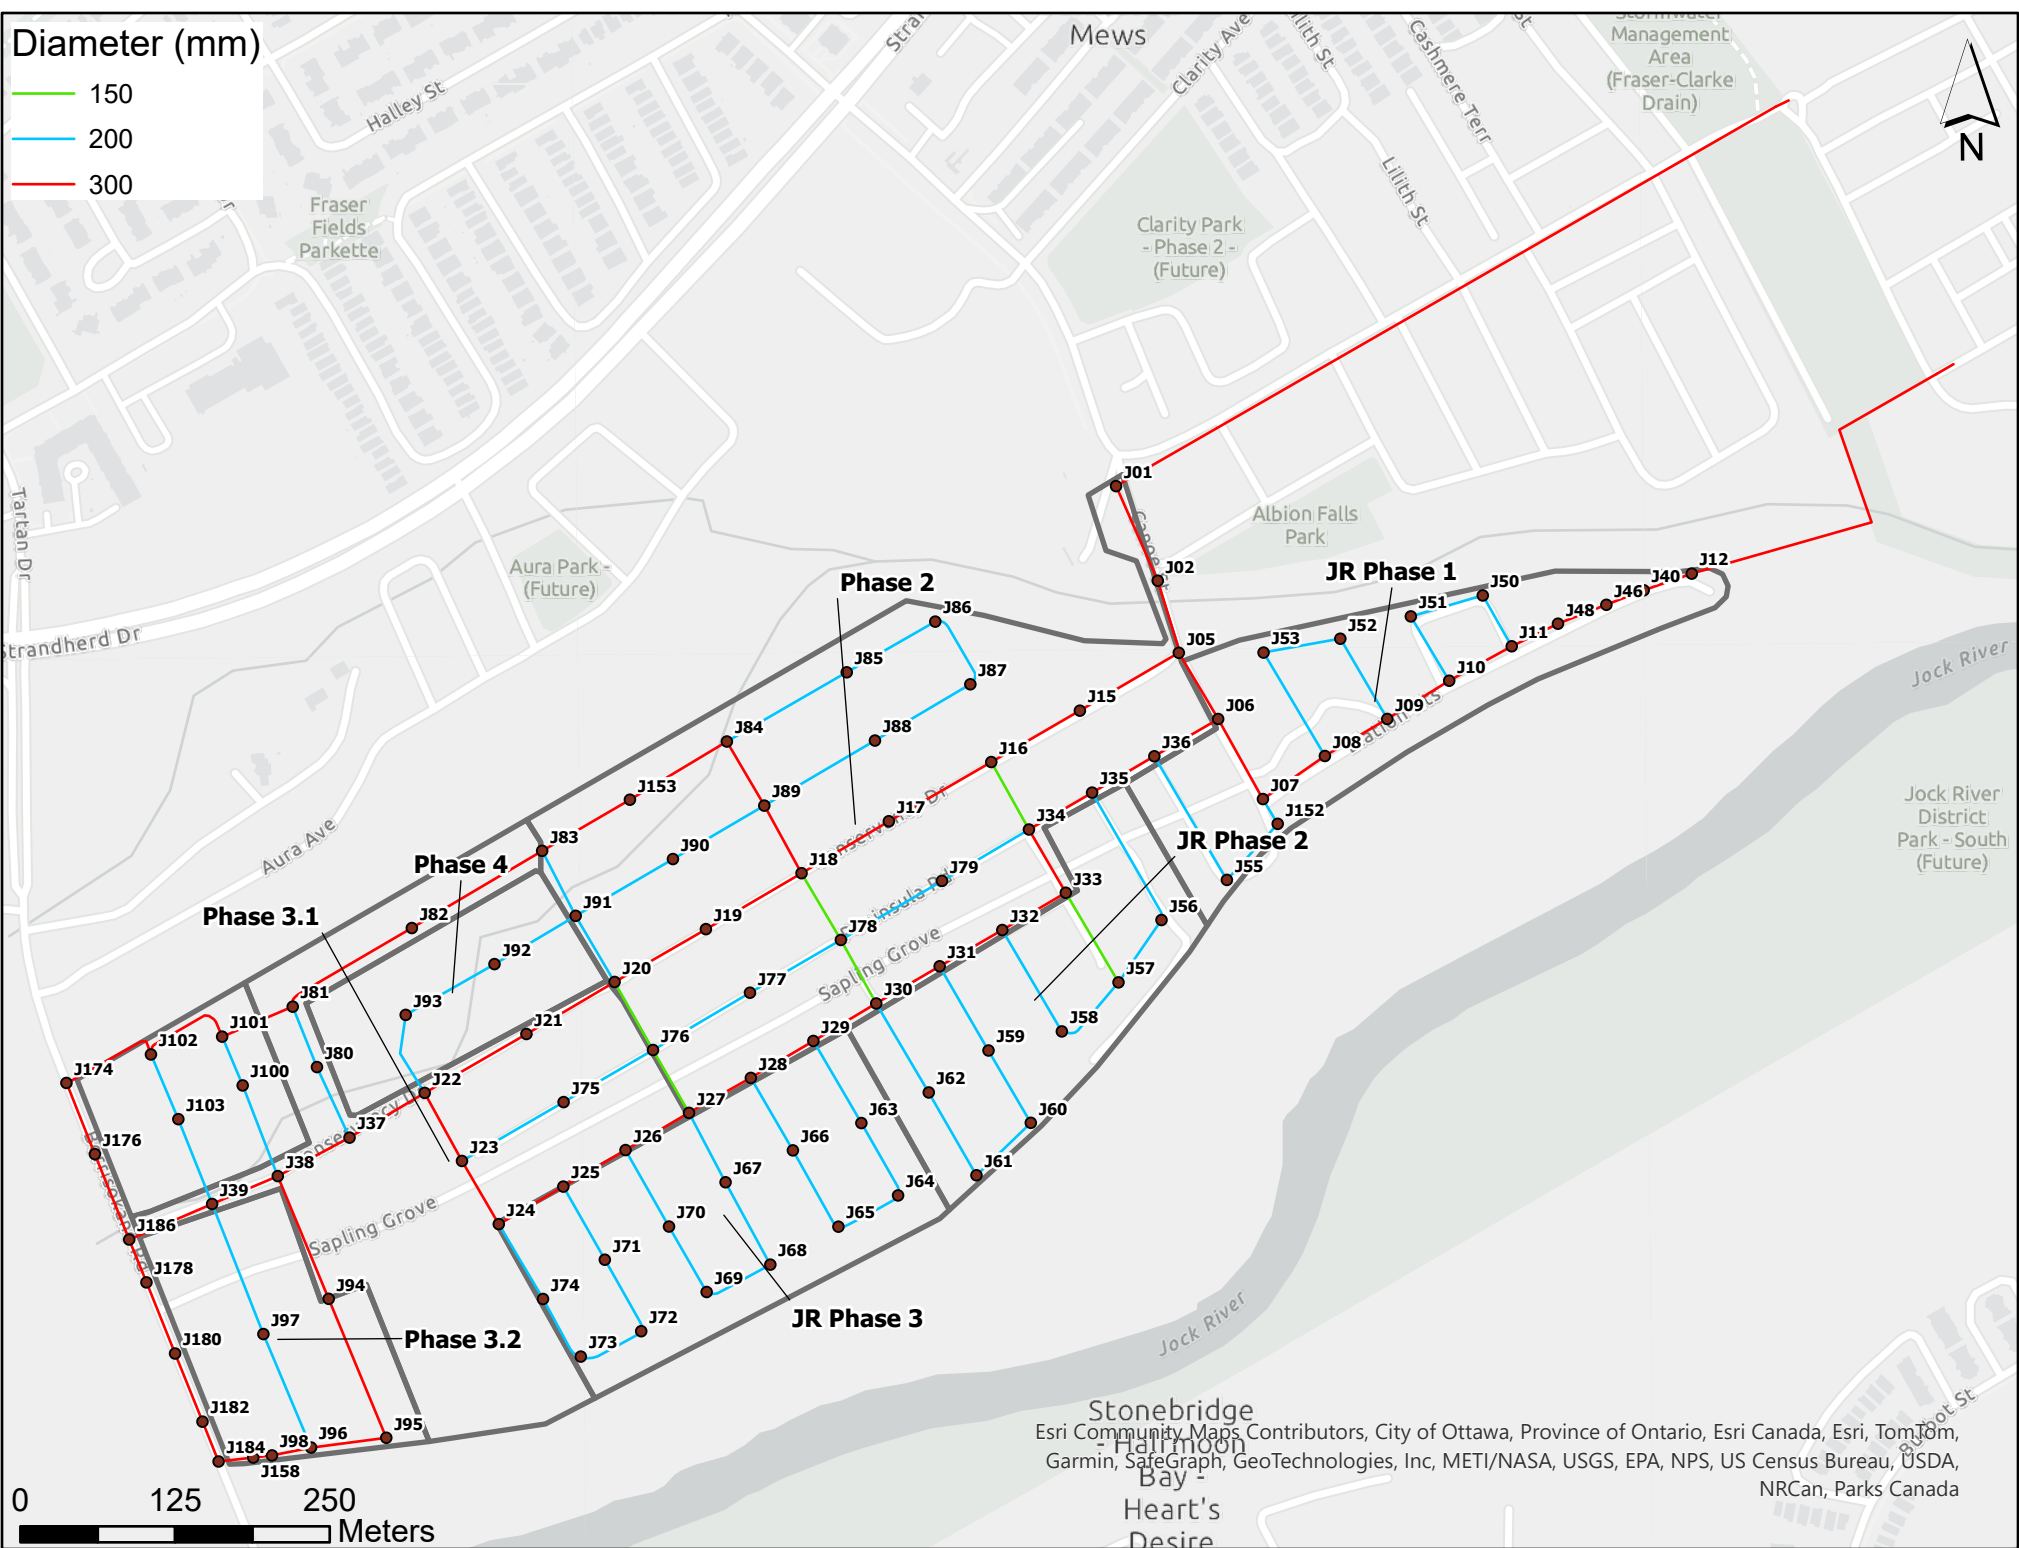 Diameter (mm)
150
200
300
Halley St
Fraser
Fields
Parkette
Mews
Clarity Ave
Lilith St
Cashmere Terr
Stormwater
Management
Area
(Fraser-Clarke
Drain)
N
Clarity Park
- Phase 2 -
(Future)
Lilith St
Tartan Dr
Strandherd Dr
Aura Park -
(Future)
Aura Ave
Albion Falls
Park
J01
J02
J05
J06
J07
J152
J08
J09
J10
J11
J48
J46
J40
J12
J50
J51
J52
J53
J55
JR Phase 1
Phase 2
J86
J85
J87
J84
J88
J15
J16
J36
J35
J34
J153
J89
J17
J83
J90
J18
J79
J33
J56
JR Phase 2
Phase 4
Phase 3.1
J82
J91
J19
J78
J32
J31
J57
J92
J20
J77
J30
J58
J93
J21
J76
J29
J59
J81
J101
J102
J80
J100
J174
J22
J75
J28
J62
J60
J103
J37
J23
J27
J63
J61
J176
J38
J39
J26
J66
J64
J186
J24
J25
J67
J65
J178
J94
J74
J71
J70
J68
J69
J180
J97
J73
J72
J182
J95
J96
J184
J98
J158
Phase 3.2
JR Phase 3
Sapling Grove
Sapling Grove
Jock River
Jock River
Jock River
District
Park - South
(Future)
Stonebridge
- Halfmoon
Bay -
Heart's
Desire
Burbot St
Esri Community Maps Contributors, City of Ottawa, Province of Ontario, Esri Canada, Esri, TomTom,
Garmin, SafeGraph, GeoTechnologies, Inc, METI/NASA, USGS, EPA, NPS, US Census Bureau, USDA,
NRCan, Parks Canada
0 125 250
Meters